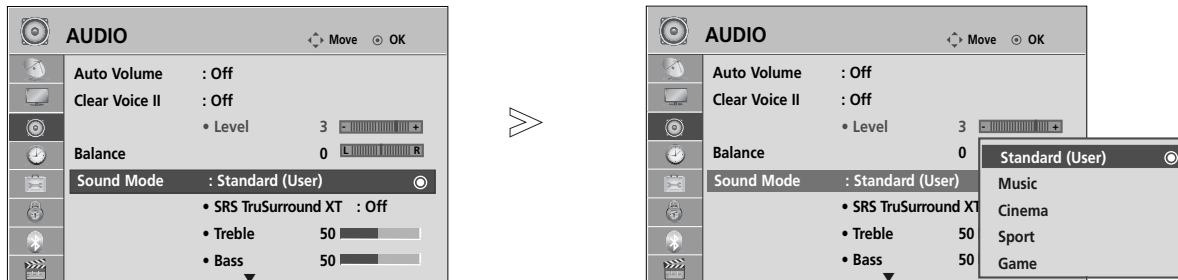 AUDIO
Move
OK
Auto Volume : Off
Clear Voice II : Off
• Level 3 - +
Balance 0 L R
Sound Mode : Standard (User)
• SRS TruSurround XT : Off
• Treble 50
• Bass 50
>
AUDIO
Move
OK
Auto Volume : Off
Clear Voice II : Off
• Level 3 - +
Balance 0
Sound Mode : Standard (User)
• SRS TruSurround XT
• Treble 50
• Bass 50
Standard (User)
Music
Cinema
Sport
Game